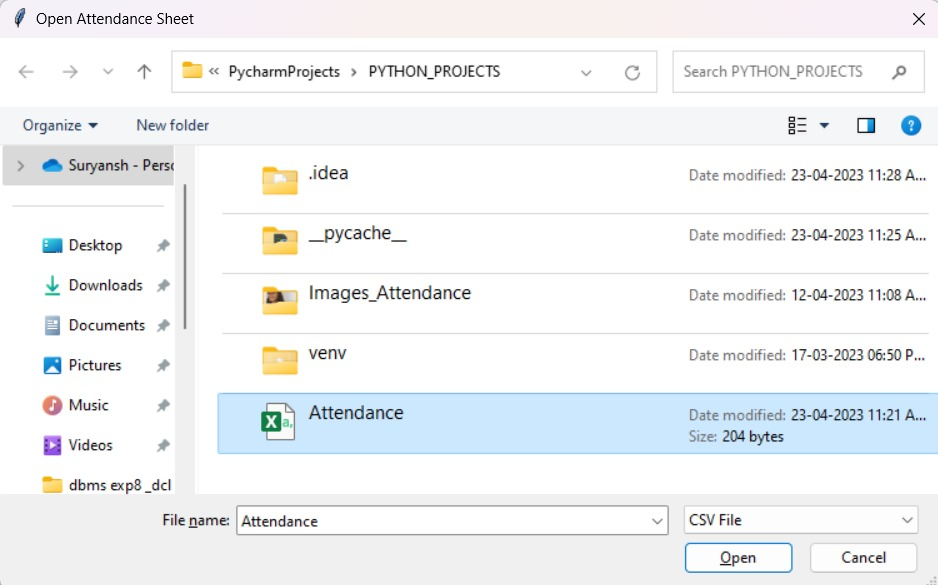 Open Attendance Sheet
« PycharmProjects › PYTHON_PROJECTS
Search PYTHON_PROJECTS
Organize
New folder
Suryansh - Perso
Desktop
Downloads
Documents
Pictures
Music
Videos
dbms exp8 _dcl
.idea
Date modified: 23-04-2023 11:28 A...
__pycache__
Date modified: 23-04-2023 11:25 A...
Images_Attendance
Date modified: 12-04-2023 11:08 A...
venv
Date modified: 17-03-2023 06:50 P...
Attendance
Date modified: 23-04-2023 11:21 A...
Size: 204 bytes
File name: Attendance
CSV File
Open
Cancel